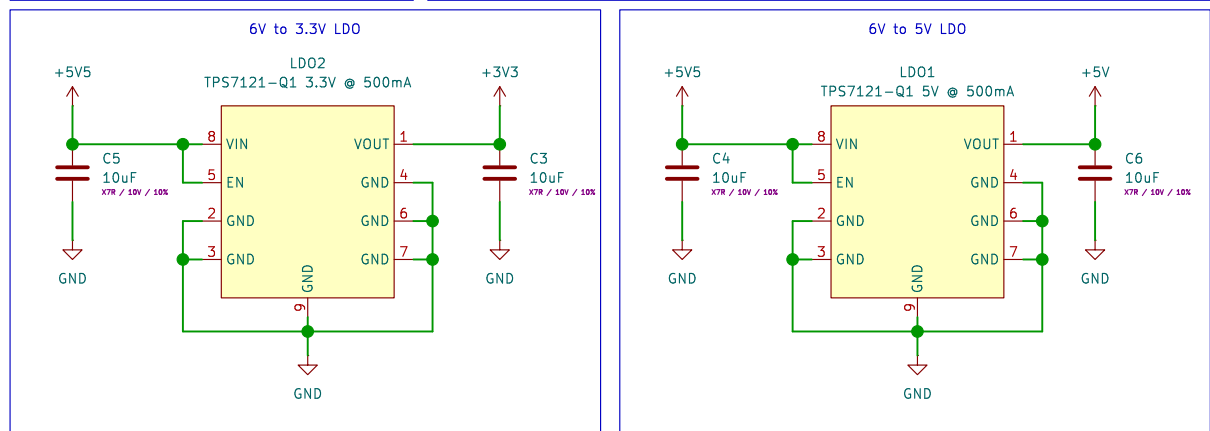 6V to 3.3V LDO
LDO2
TPS7121-Q1 3.3V @ 500mA
+5V5
+3V3
8 VIN
VOUT 1
C5
10uF
X7R / 10V / 10%
5 EN
GND 4
C3
10uF
X7R / 10V / 10%
2 GND
GND 6
3 GND
GND 7
GND
9
GND
GND
GND
6V to 5V LDO
LDO1
TPS7121-Q1 5V @ 500mA
+5V5
+5V
8 VIN
VOUT 1
C4
10uF
X7R / 10V / 10%
5 EN
GND 4
C6
10uF
X7R / 10V / 10%
2 GND
GND 6
3 GND
GND 7
GND
9
GND
GND
GND